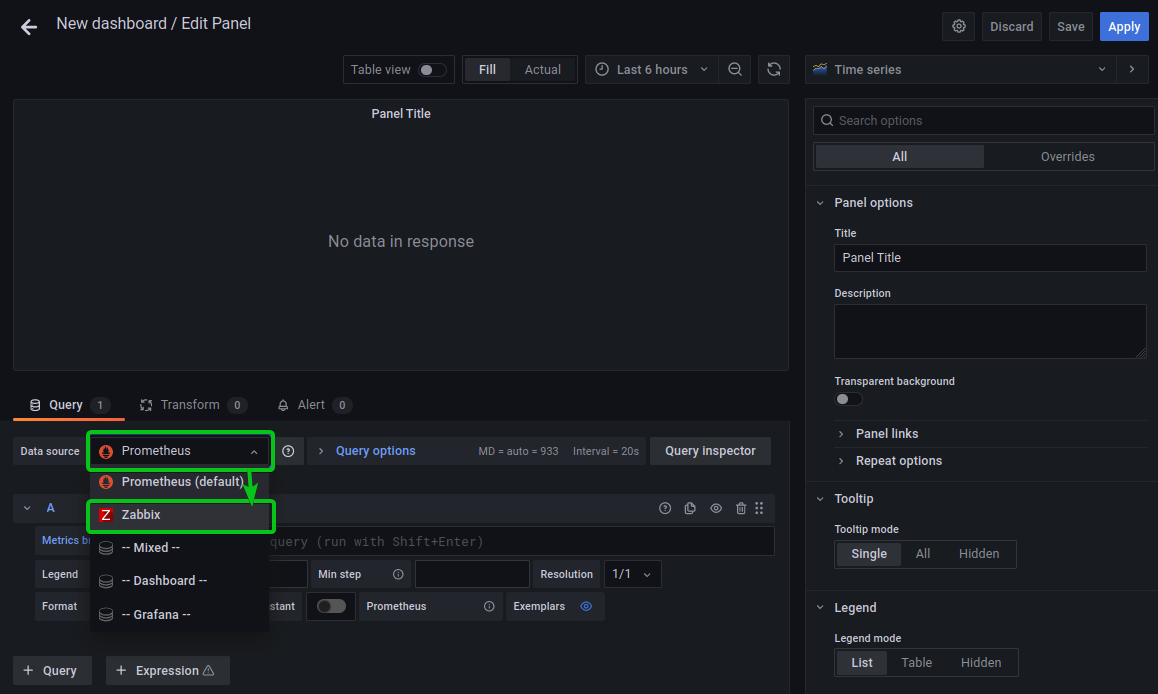 New dashboard / Edit Panel
Discard
Save
Apply
Table view
Fill
Actual
Last 6 hours
Time series
Panel Title
No data in response
Search options
All
Overrides
Panel options
Title
Panel Title
Description
Transparent background
Panel links
Repeat options
Tooltip
Tooltip mode
Single
All
Hidden
Legend
Legend mode
List
Table
Hidden
Query 1
Transform 0
Alert 0
Data source
Prometheus
Query options
MD = auto = 933
Interval = 20s
Query inspector
Prometheus (default)
A
Z Zabbix
Metrics b
query (run with Shift+Enter)
-- Mixed --
Legend
Min step
Resolution
1/1
-- Dashboard --
Format
stant
Prometheus
Exemplars
-- Grafana --
+ Query
+ Expression